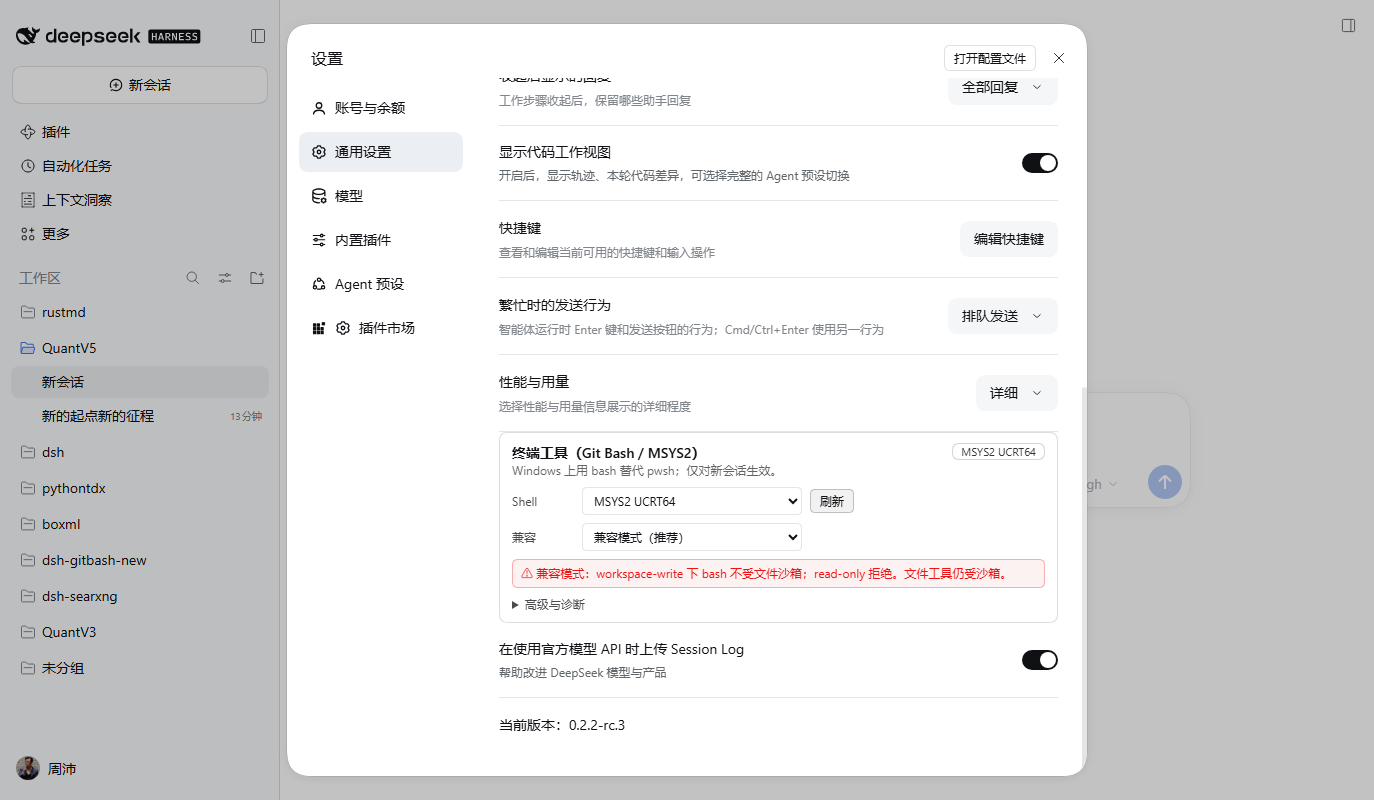 deepseek HARNESS
新会话
插件
自动化任务
上下文洞察
更多
工作区
rustmd
QuantV5
新会话
新的起点新的征程 13 分钟
dsh
pythontdx
boxml
dsh-gitbash-new
dsh-searxng
QuantV3
未分组
周沛
设置
打开配置文件
账号与余额
通用设置
模型
内置插件
Agent 预设
插件市场
收起后显示的回复
全部回复
工作步骤收起后，保留哪些助手回复
显示代码工作视图
开启后，显示轨迹、本轮代码差异，可选择完整的 Agent 预设切换
快捷键
查看和编辑当前可用的快捷键和输入操作
编辑快捷键
繁忙时的发送行为
智能体运行时 Enter 键和发送按钮的行为；Cmd/Ctrl+Enter 使用另一行为
排队发送
性能与用量
选择性能与用量信息展示的详细程度
详细
终端工具（Git Bash / MSYS2）
MSYS2 UCRT64
Windows 上用 bash 替代 pwsh；仅对新会话生效。
Shell
MSYS2 UCRT64
刷新
兼容
兼容模式（推荐）
⚠ 兼容模式：workspace-write 下 bash 不受文件沙箱；read-only 拒绝。文件工具仍受沙箱。
高级与诊断
在使用官方模型 API 时上传 Session Log
帮助改进 DeepSeek 模型与产品
当前版本：0.2.2-rc.3
gh